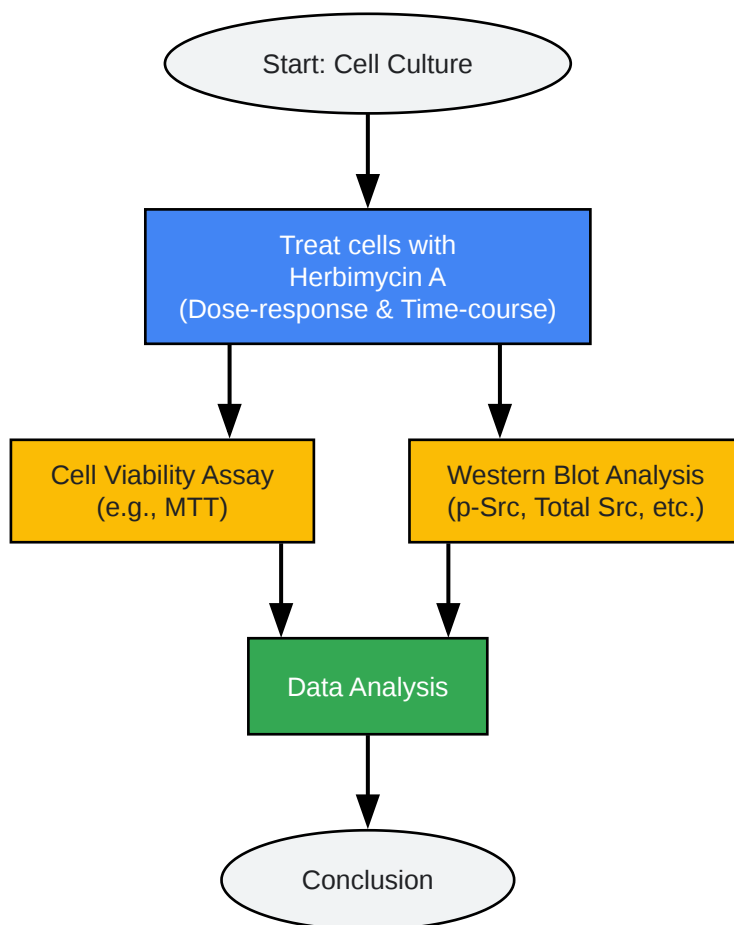 Start: Cell Culture
Treat cells with
Herbimycin A
(Dose-response & Time-course)
Cell Viability Assay
(e.g., MTT)
Western Blot Analysis
(p-Src, Total Src, etc.)
Data Analysis
Conclusion